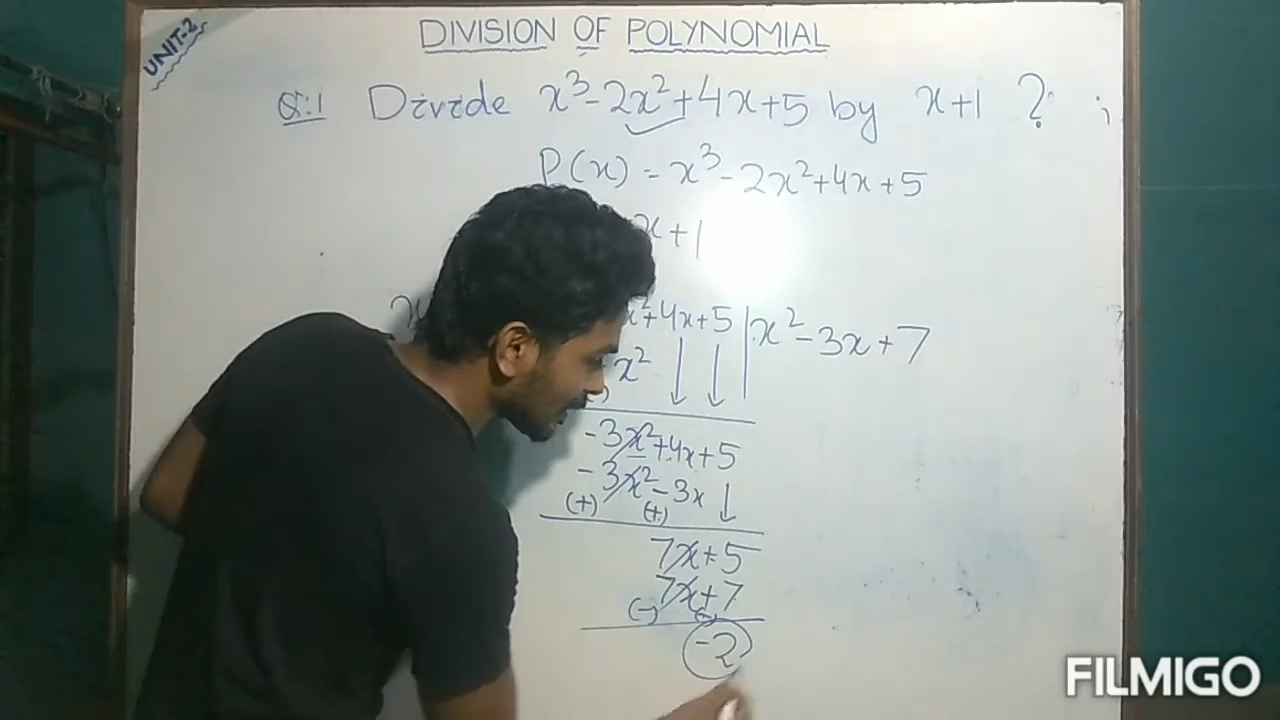 UNIT-2
DIVISION OF POLYNOMIAL
Q:1 Divide x³-2x²+4x+5 by x+1 ?
P(x) = x³-2x²+4x+5
x+1
x²+4x+5 | x²-3x+7
x²
-3x²+4x+5
-3x²-3x
(+) (+)
7x+5
7x+7
(-) (-)
-2
FILMIGO